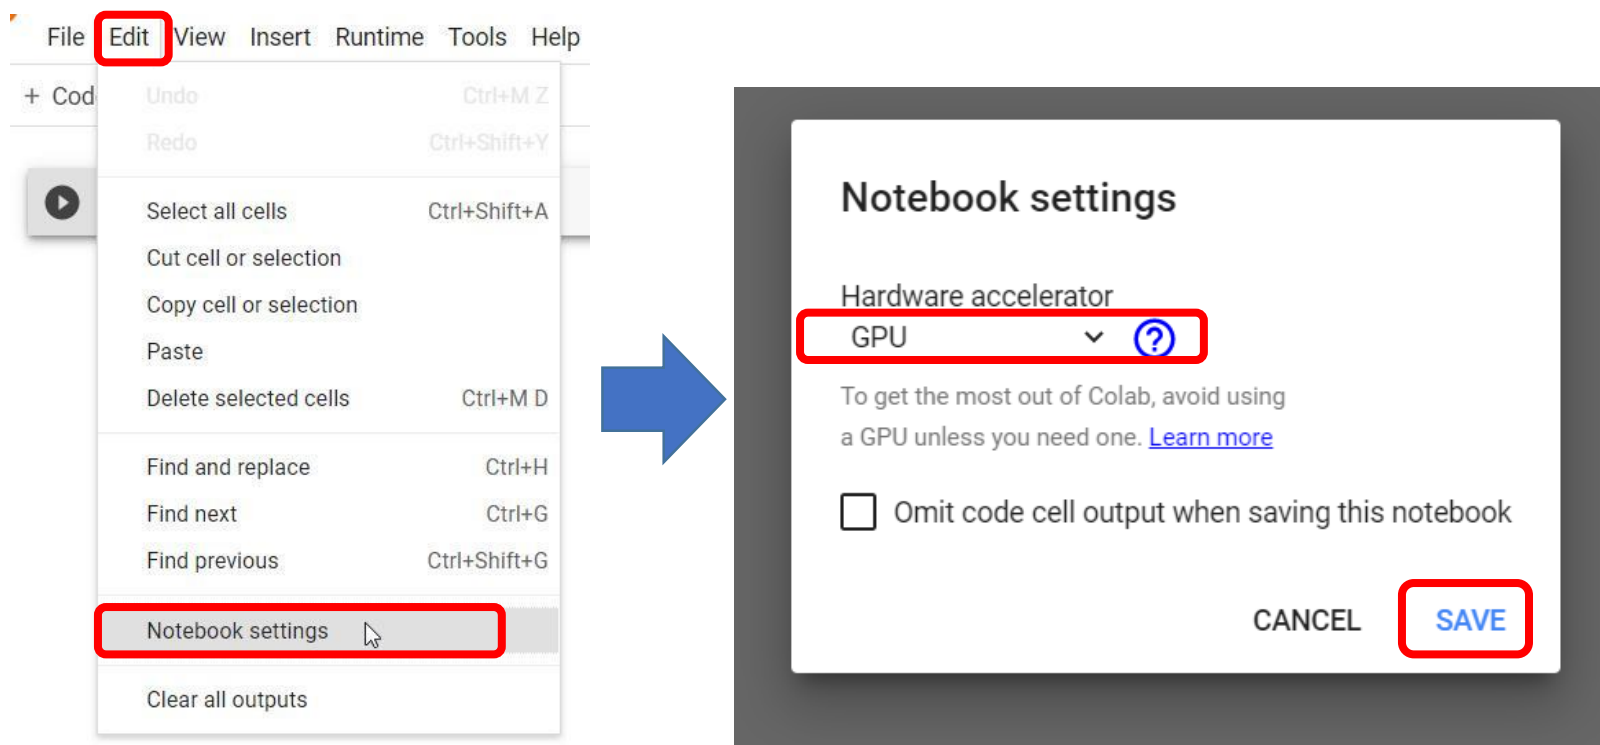 File Edit View Insert Runtime Tools Help
+ Cod
Undo Ctrl+M Z
Redo Ctrl+Shift+Y
Select all cells Ctrl+Shift+A
Cut cell or selection
Copy cell or selection
Paste
Delete selected cells Ctrl+M D
Find and replace Ctrl+H
Find next Ctrl+G
Find previous Ctrl+Shift+G
Notebook settings
Clear all outputs
Notebook settings
Hardware accelerator
GPU ?
To get the most out of Colab, avoid using
a GPU unless you need one. Learn more
Omit code cell output when saving this notebook
CANCEL SAVE